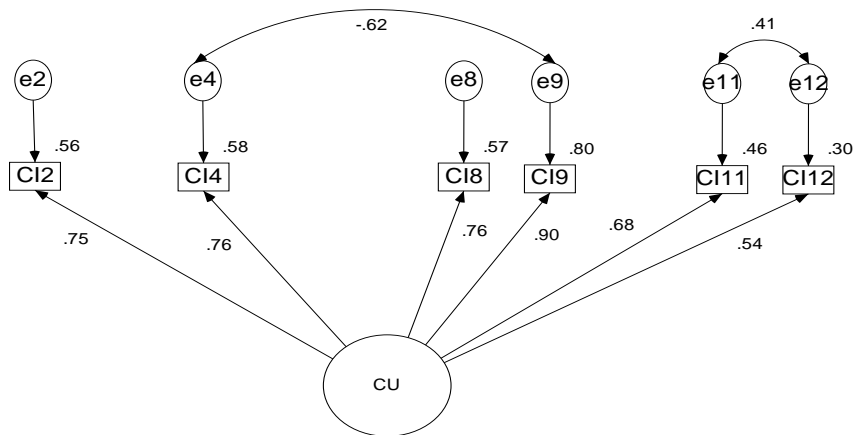 -.62
.41
e2
e4
e8
e9
e11
e12
.56
.58
.57
.80
.46
.30
CI2
CI4
CI8
CI9
CI11
CI12
.75
.76
.76
.90
.68
.54
CU